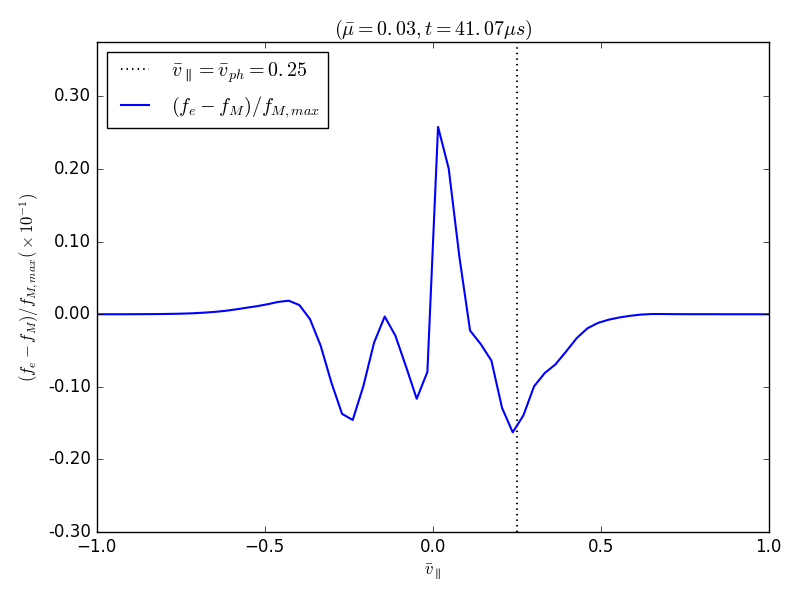 (μ̄ = 0.03, t = 41.07μs)
v̄∥ = v̄ph = 0.25
(fe − fM)/fM,max
(fe − fM)/fM,max(×10⁻¹)
0.30
0.20
0.10
0.00
-0.10
-0.20
-0.30
−1.0 −0.5 0.0 0.5 1.0
v̄∥